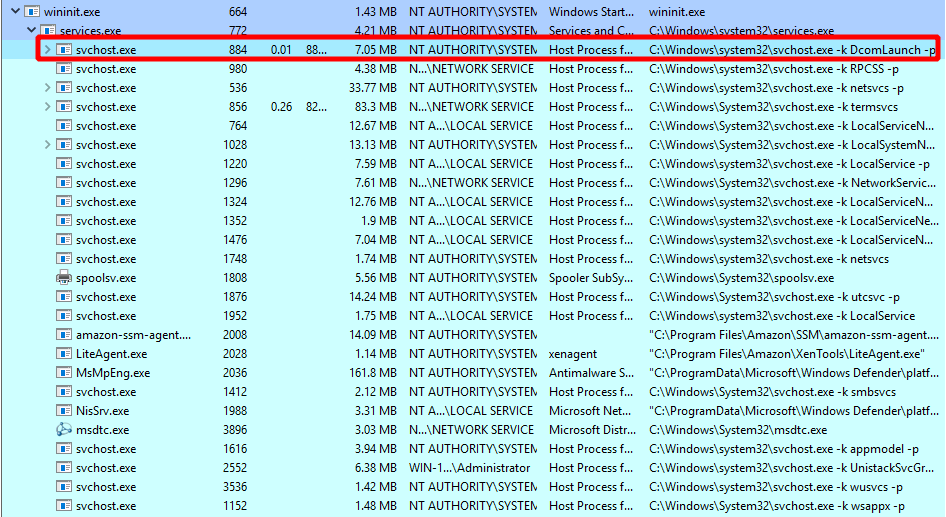 wininit.exe 664 1.43 MB NT AUTHORITY\SYSTEM Windows Start... wininit.exe
services.exe 772 4.21 MB NT AUTHORITY\SYSTEM Services and C... C:\Windows\system32\services.exe
svchost.exe 884 0.01 88... 7.05 MB NT AUTHORITY\SYSTEM Host Process f... C:\Windows\system32\svchost.exe -k DcomLaunch -p
svchost.exe 980 4.38 MB N...\NETWORK SERVICE Host Process f... C:\Windows\system32\svchost.exe -k RPCSS -p
svchost.exe 536 33.77 MB NT AUTHORITY\SYSTEM Host Process f... C:\Windows\system32\svchost.exe -k netsvcs -p
svchost.exe 856 0.26 82... 83.3 MB N...\NETWORK SERVICE Host Process f... C:\Windows\System32\svchost.exe -k termsvcs
svchost.exe 764 12.67 MB NT A...\LOCAL SERVICE Host Process f... C:\Windows\System32\svchost.exe -k LocalServiceN...
svchost.exe 1028 13.13 MB NT AUTHORITY\SYSTEM Host Process f... C:\Windows\System32\svchost.exe -k LocalSystemN...
svchost.exe 1220 7.59 MB NT A...\LOCAL SERVICE Host Process f... C:\Windows\system32\svchost.exe -k LocalService -p
svchost.exe 1296 7.61 MB N...\NETWORK SERVICE Host Process f... C:\Windows\System32\svchost.exe -k NetworkServic...
svchost.exe 1324 12.76 MB NT A...\LOCAL SERVICE Host Process f... C:\Windows\system32\svchost.exe -k LocalServiceN...
svchost.exe 1352 1.9 MB NT A...\LOCAL SERVICE Host Process f... C:\Windows\system32\svchost.exe -k LocalServiceNe...
svchost.exe 1476 7.04 MB NT A...\LOCAL SERVICE Host Process f... C:\Windows\system32\svchost.exe -k LocalServiceN...
svchost.exe 1748 1.74 MB NT AUTHORITY\SYSTEM Host Process f... C:\Windows\system32\svchost.exe -k netsvcs
spoolsv.exe 1808 5.56 MB NT AUTHORITY\SYSTEM Spooler SubSy... C:\Windows\System32\spoolsv.exe
svchost.exe 1876 14.24 MB NT AUTHORITY\SYSTEM Host Process f... C:\Windows\System32\svchost.exe -k utcsvc -p
svchost.exe 1952 1.75 MB NT A...\LOCAL SERVICE Host Process f... C:\Windows\system32\svchost.exe -k LocalService
amazon-ssm-agent.... 2008 14.09 MB NT AUTHORITY\SYSTEM "C:\Program Files\Amazon\SSM\amazon-ssm-agent....
LiteAgent.exe 2028 1.14 MB NT AUTHORITY\SYSTEM xenagent "C:\Program Files\Amazon\XenTools\LiteAgent.exe"
MsMpEng.exe 2036 161.8 MB NT AUTHORITY\SYSTEM Antimalware S... "C:\ProgramData\Microsoft\Windows Defender\platf...
svchost.exe 1412 2.12 MB NT AUTHORITY\SYSTEM Host Process f... C:\Windows\System32\svchost.exe -k smbsvcs
NisSrv.exe 1988 3.31 MB NT A...\LOCAL SERVICE Microsoft Net... "C:\ProgramData\Microsoft\Windows Defender\platf...
msdtc.exe 3896 3.03 MB N...\NETWORK SERVICE Microsoft Distr... C:\Windows\System32\msdtc.exe
svchost.exe 1616 3.94 MB NT AUTHORITY\SYSTEM Host Process f... C:\Windows\system32\svchost.exe -k appmodel -p
svchost.exe 2552 6.38 MB WIN-1...\Administrator Host Process f... C:\Windows\system32\svchost.exe -k UnistackSvcGr...
svchost.exe 3536 1.42 MB NT AUTHORITY\SYSTEM Host Process f... C:\Windows\system32\svchost.exe -k wusvcs -p
svchost.exe 1152 1.48 MB NT AUTHORITY\SYSTEM Host Process f... C:\Windows\system32\svchost.exe -k wsappx -p